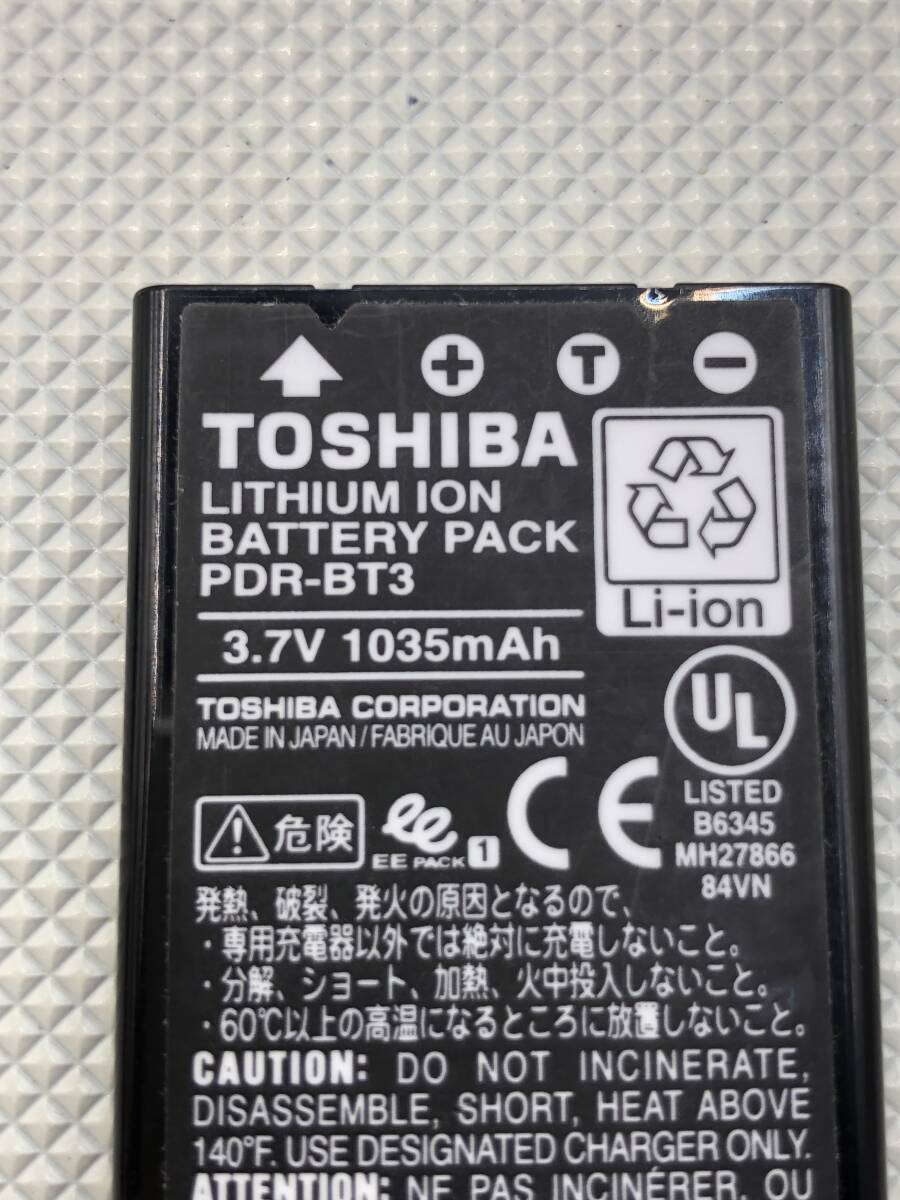 + T −
TOSHIBA
LITHIUM ION
BATTERY PACK
PDR-BT3
Li-ion
3.7V 1035mAh
TOSHIBA CORPORATION
MADE IN JAPAN / FABRIQUE AU JAPON
UL
LISTED
B6345
MH27866
84VN
危険
ee
EE PACK 1
CE
発熱、破裂、発火の原因となるので、
・専用充電器以外では絶対に充電しないこと。
・分解、ショート、加熱、火中投入しないこと。
・60℃以上の高温になるところに放置しないこと。
CAUTION: DO NOT INCINERATE,
DISASSEMBLE, SHORT, HEAT ABOVE
140°F. USE DESIGNATED CHARGER ONLY.
ATTENTION: NE PAS INCINÉRER, OU